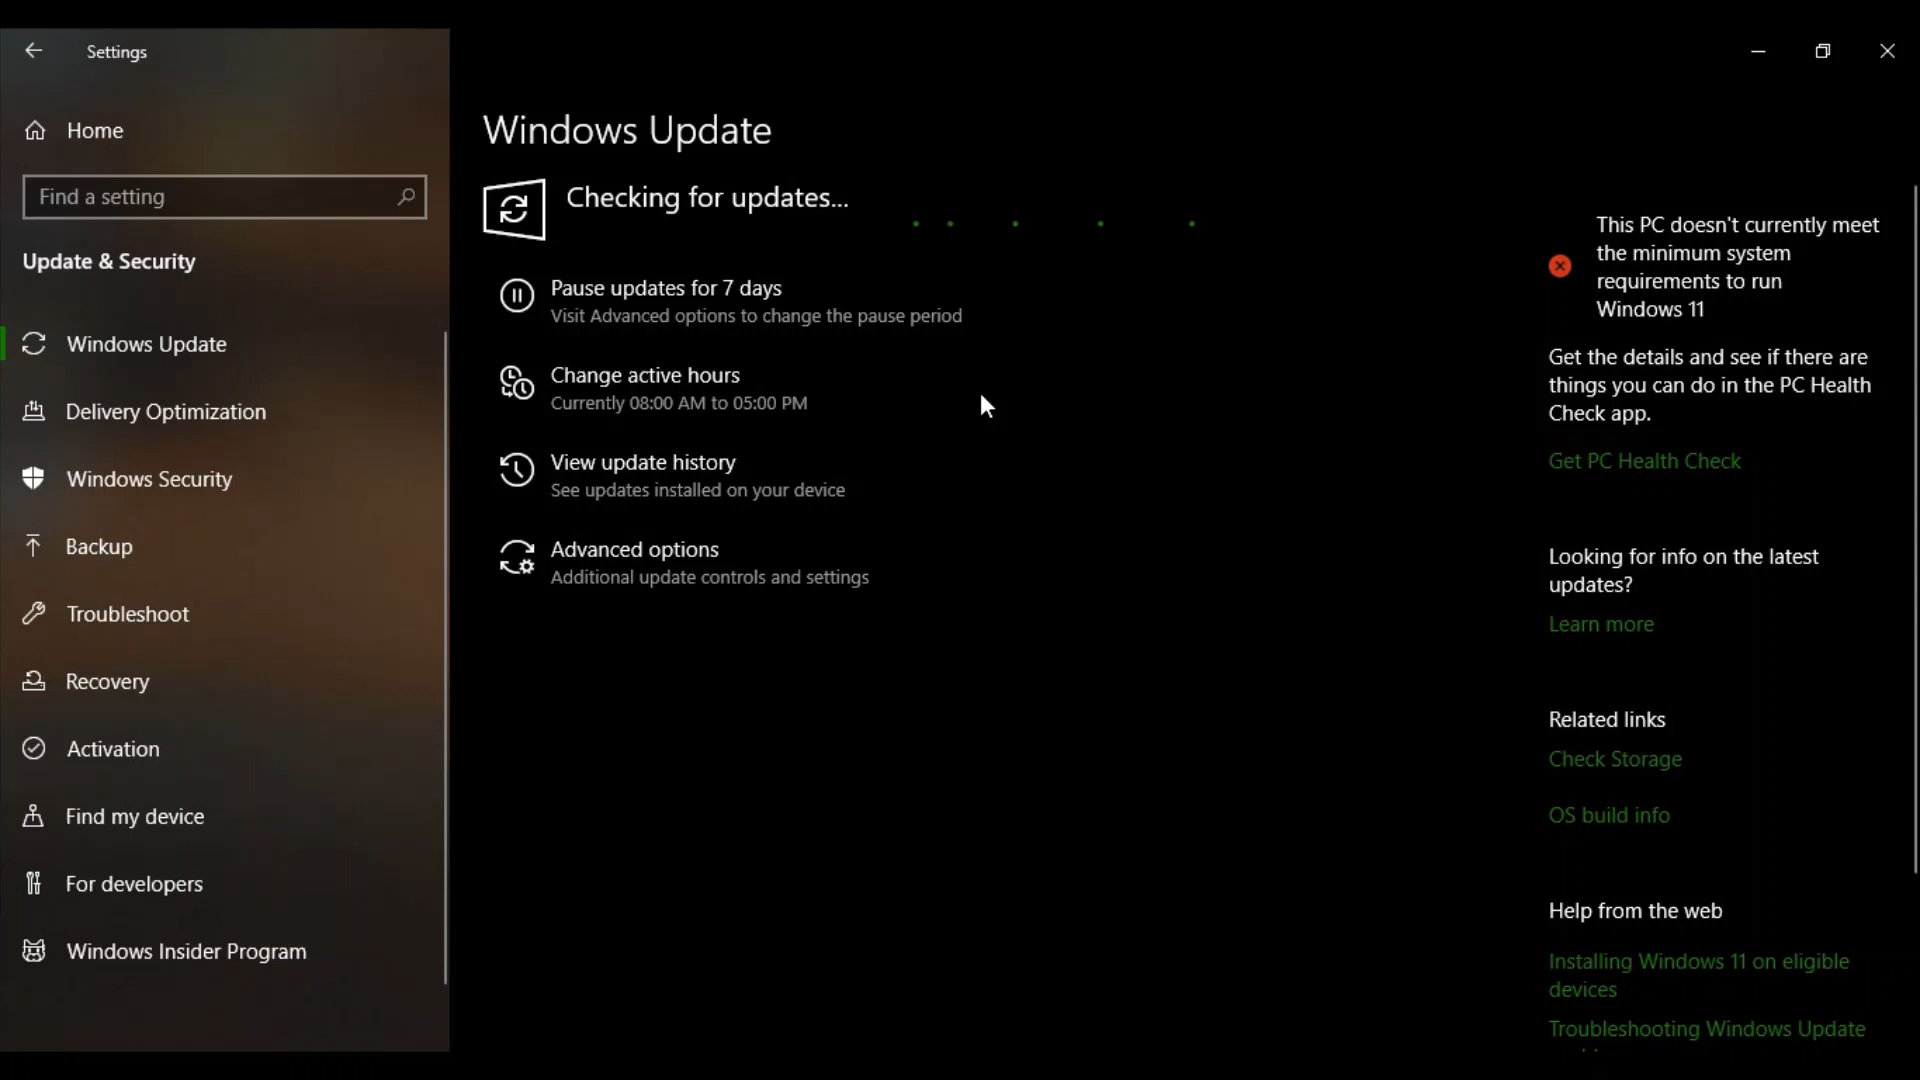 Settings
Home
Find a setting
Update & Security
Windows Update
Delivery Optimization
Windows Security
Backup
Troubleshoot
Recovery
Activation
Find my device
For developers
Windows Insider Program
Windows Update
Checking for updates...
Pause updates for 7 days
Visit Advanced options to change the pause period
Change active hours
Currently 08:00 AM to 05:00 PM
View update history
See updates installed on your device
Advanced options
Additional update controls and settings
This PC doesn't currently meet
the minimum system
requirements to run
Windows 11
Get the details and see if there are
things you can do in the PC Health
Check app.
Get PC Health Check
Looking for info on the latest
updates?
Learn more
Related links
Check Storage
OS build info
Help from the web
Installing Windows 11 on eligible
devices
Troubleshooting Windows Update